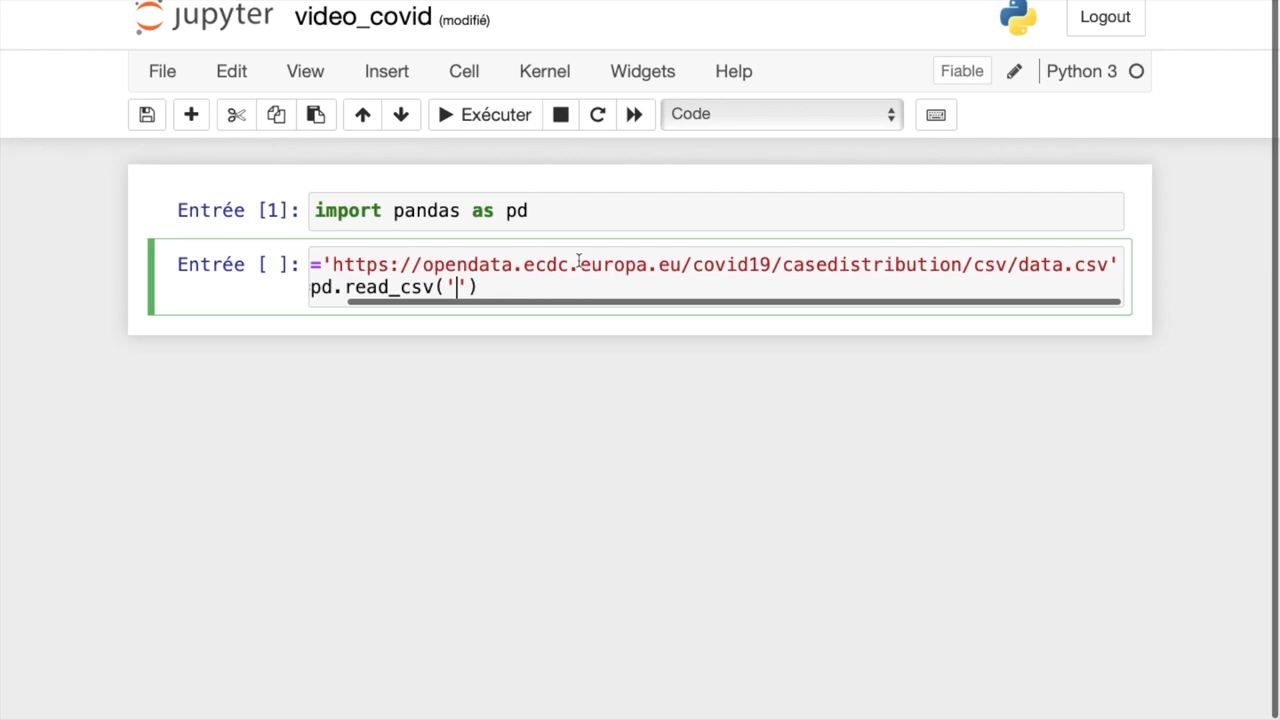 jupyter video_covid (modifié) Logout
File Edit View Insert Cell Kernel Widgets Help Fiable Python 3
Exécuter Code
Entrée [1]: import pandas as pd
Entrée [ ]: ='https://opendata.ecdc.europa.eu/covid19/casedistribution/csv/data.csv'
pd.read_csv('')